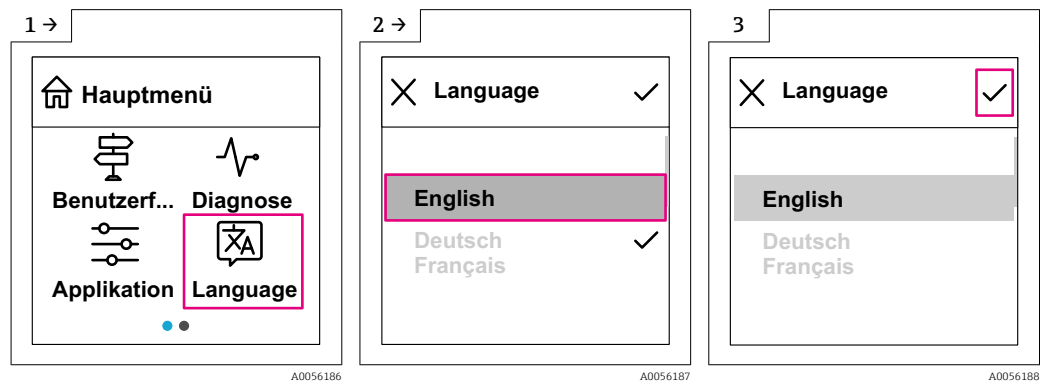 1 →
Hauptmenü
Benutzerf... Diagnose
Applikation Language
A0056186
2 →
Language
English
Deutsch
Français
A0056187
3
Language
English
Deutsch
Français
A0056188